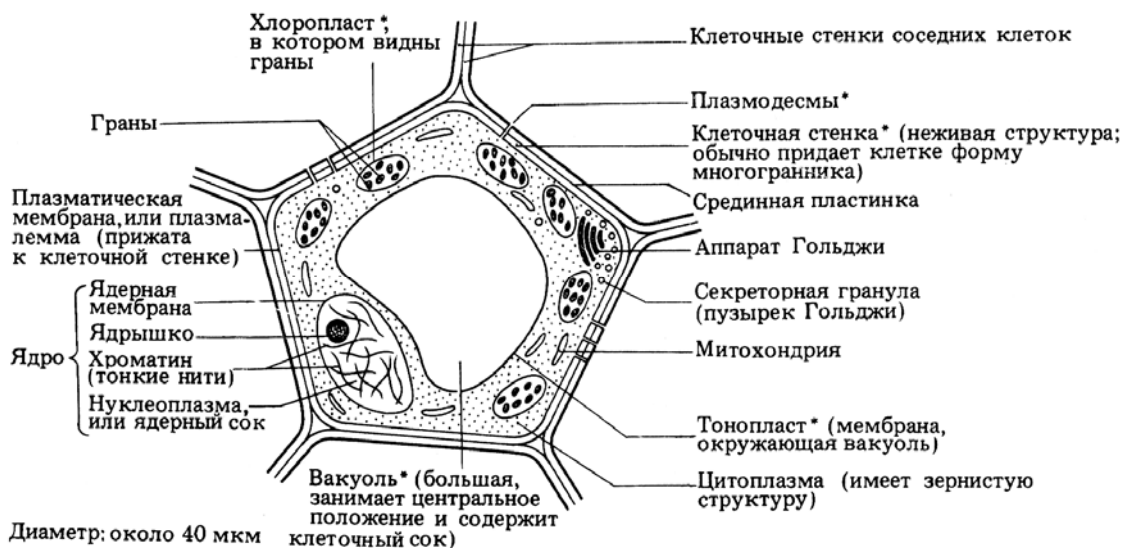 Хлоропласт*,
в котором видны
граны
Граны
Плазматическая
мембрана, или плазма-
лемма (прижата
к клеточной стенке)
Ядро
Ядерная
мембрана
Ядрышко
Хроматин
(тонкие нити)
Нуклеоплазма,
или ядерный сок
Диаметр: около 40 мкм
Вакуоль* (большая,
занимает центральное
положение и содержит
клеточный сок)
Клеточные стенки соседних клеток
Плазмодесмы*
Клеточная стенка* (неживая структура;
обычно придает клетке форму
многогранника)
Срединная пластинка
Аппарат Гольджи
Секреторная гранула
(пузырек Гольджи)
Митохондрия
Тонопласт* (мембрана,
окружающая вакуоль)
Цитоплазма (имеет зернистую
структуру)